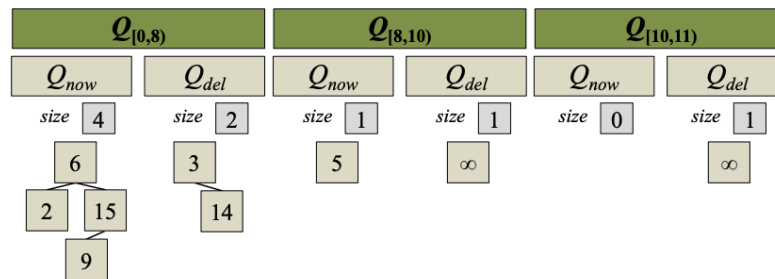 Q[0,8) Q[8,10) Q[10,11)
Qnow Qdel Qnow Qdel Qnow Qdel
size 4 size 2 size 1 size 1 size 0 size 1
6 3 5 ∞ ∞
2 15 14
9